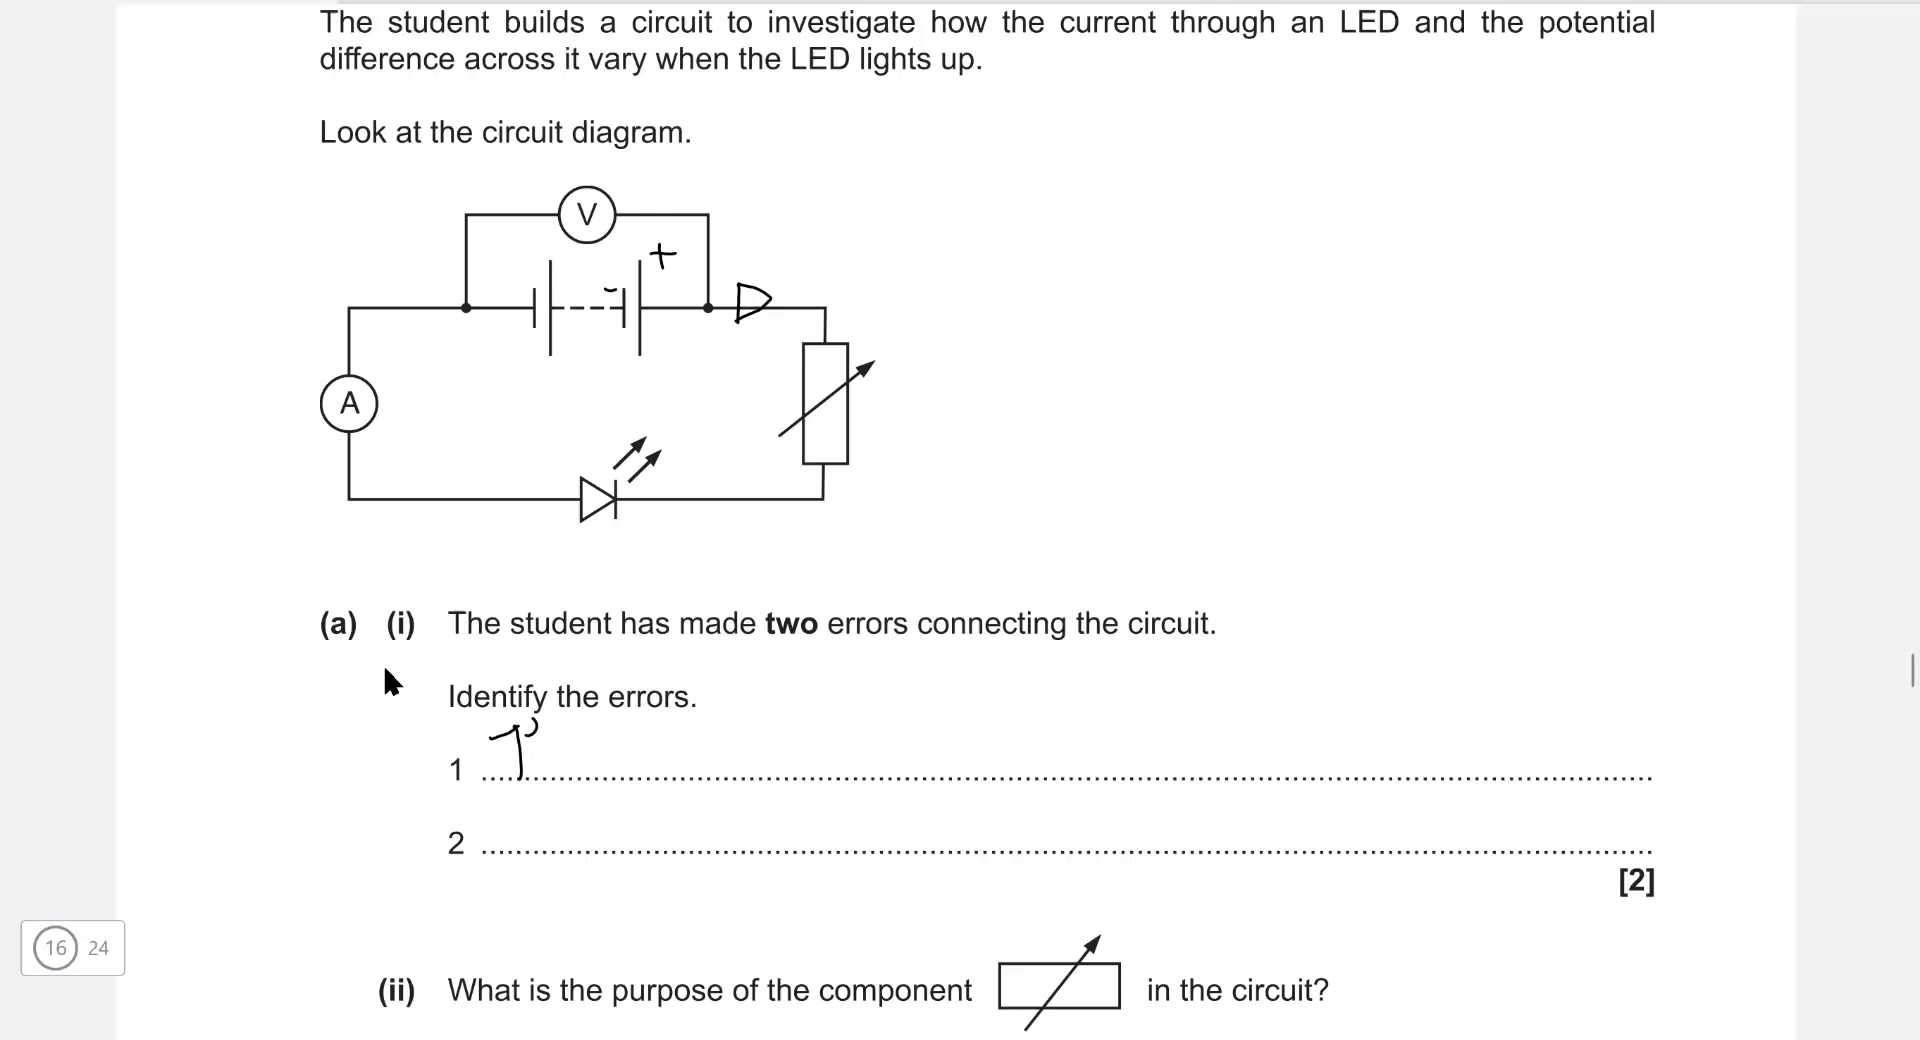 The student builds a circuit to investigate how the current through an LED and the potential
difference across it vary when the LED lights up.
Look at the circuit diagram.
V
+
-
A
(a) (i) The student has made two errors connecting the circuit.
Identify the errors.
1 ........................................................................
2 ........................................................................
[2]
16 24
(ii) What is the purpose of the component in the circuit?